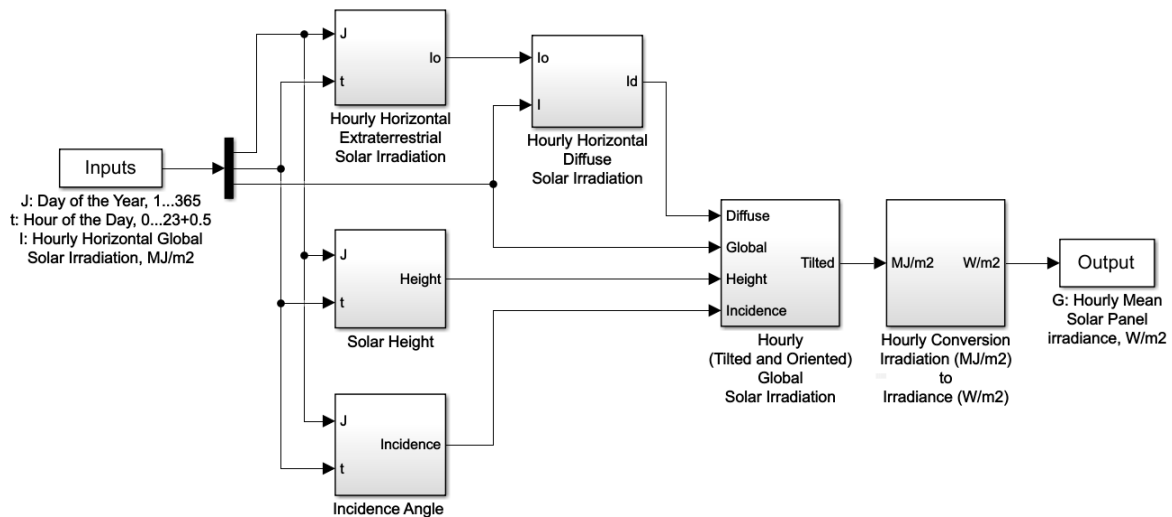 J
t
Io
Hourly Horizontal
Extraterrestrial
Solar Irradiation
Io
I
Id
Hourly Horizontal
Diffuse
Solar Irradiation
Inputs
J: Day of the Year, 1...365
t: Hour of the Day, 0...23+0.5
I: Hourly Horizontal Global
Solar Irradiation, MJ/m2
J
t
Height
Solar Height
J
t
Incidence
Incidence Angle
Diffuse
Global
Height
Incidence
Tilted
Hourly
(Tilted and Oriented)
Global
Solar Irradiation
MJ/m2
W/m2
Hourly Conversion
Irradiation (MJ/m2)
to
Irradiance (W/m2)
Output
G: Hourly Mean
Solar Panel
irradiance, W/m2